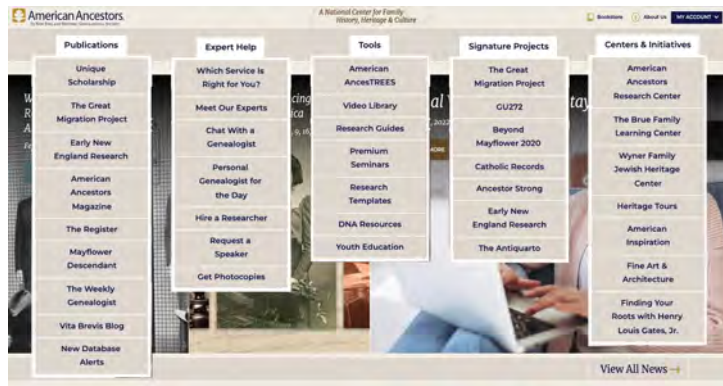 American Ancestors
A National Center for Family
History, Heritage & Culture
Bookstore
About Us
MY ACCOUNT
Publications
Unique
Scholarship
The Great
Migration Project
Early New
England Research
American
Ancestors
Magazine
The Register
Mayflower
Descendant
The Weekly
Genealogist
Vita Brevis Blog
New Database
Alerts
Expert Help
Which Service Is
Right for You?
Meet Our Experts
Chat With a
Genealogist
Personal
Genealogist for
the Day
Hire a Researcher
Request a
Speaker
Get Photocopies
Tools
American
AncesTREES
Video Library
Research Guides
Premium
Seminars
Research
Templates
DNA Resources
Youth Education
Signature Projects
The Great
Migration Project
GU272
Beyond
Mayflower 2020
Catholic Records
Ancestor Strong
Early New
England Research
The Antiquarto
Centers & Initiatives
American
Ancestors
Research Center
The Brue Family
Learning Center
Wyner Family
Jewish Heritage
Center
Heritage Tours
American
Inspiration
Fine Art &
Architecture
Finding Your
Roots with Henry
Louis Gates, Jr.
View All News